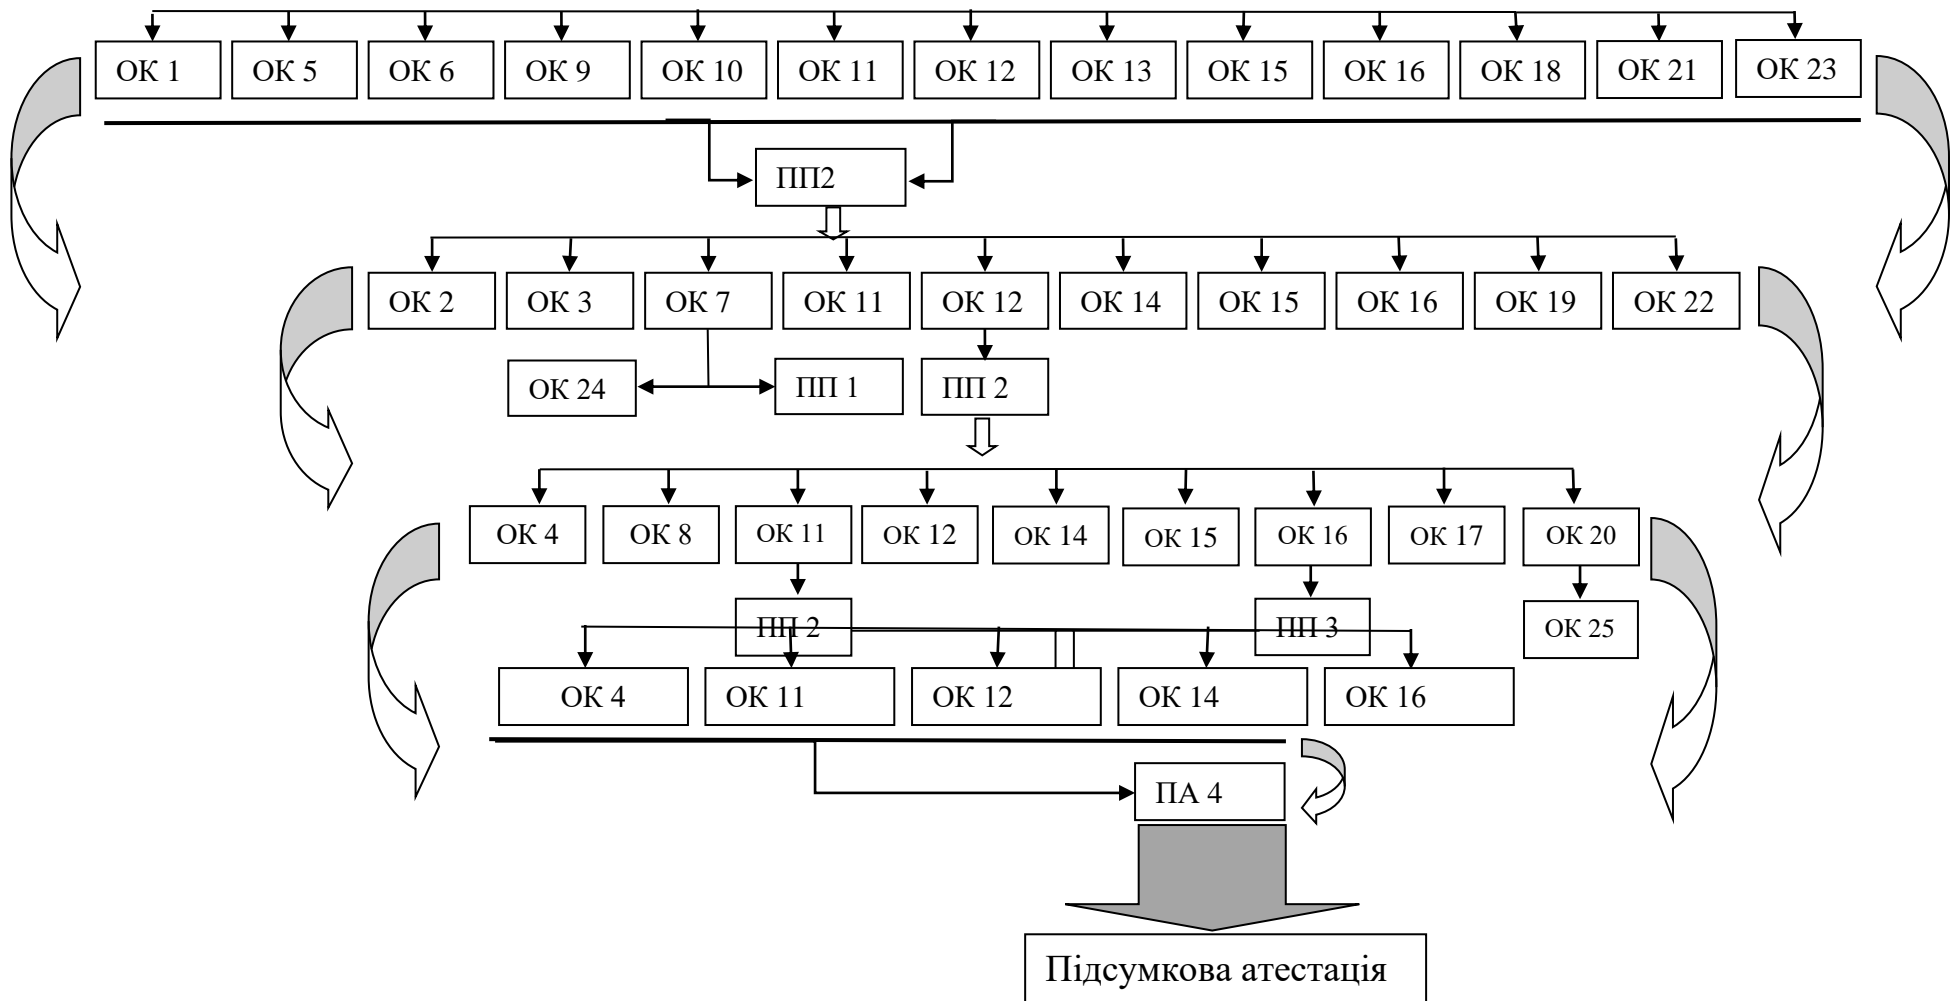 ОК 1 ОК 5 ОК 6 ОК 9 ОК 10 ОК 11 ОК 12 ОК 13 ОК 15 ОК 16 ОК 18 ОК 21 ОК 23
ПП2
ОК 2 ОК 3 ОК 7 ОК 11 ОК 12 ОК 14 ОК 15 ОК 16 ОК 19 ОК 22
ОК 24 ПП 1 ПП 2
ОК 4 ОК 8 ОК 11 ОК 12 ОК 14 ОК 15 ОК 16 ОК 17 ОК 20
ПП 2 ПП 3 ОК 25
ОК 4 ОК 11 ОК 12 ОК 14 ОК 16
ПА 4
Підсумкова атестація